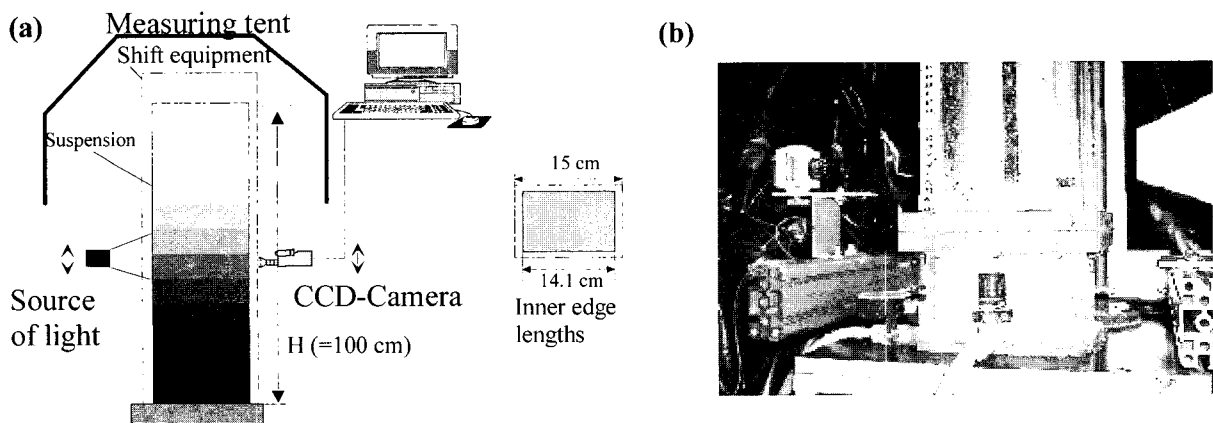 (a)
Measuring tent
Shift equipment
Suspension
Source
of light
CCD-Camera
H (=100 cm)
15 cm
14.1 cm
Inner edge
lengths
(b)